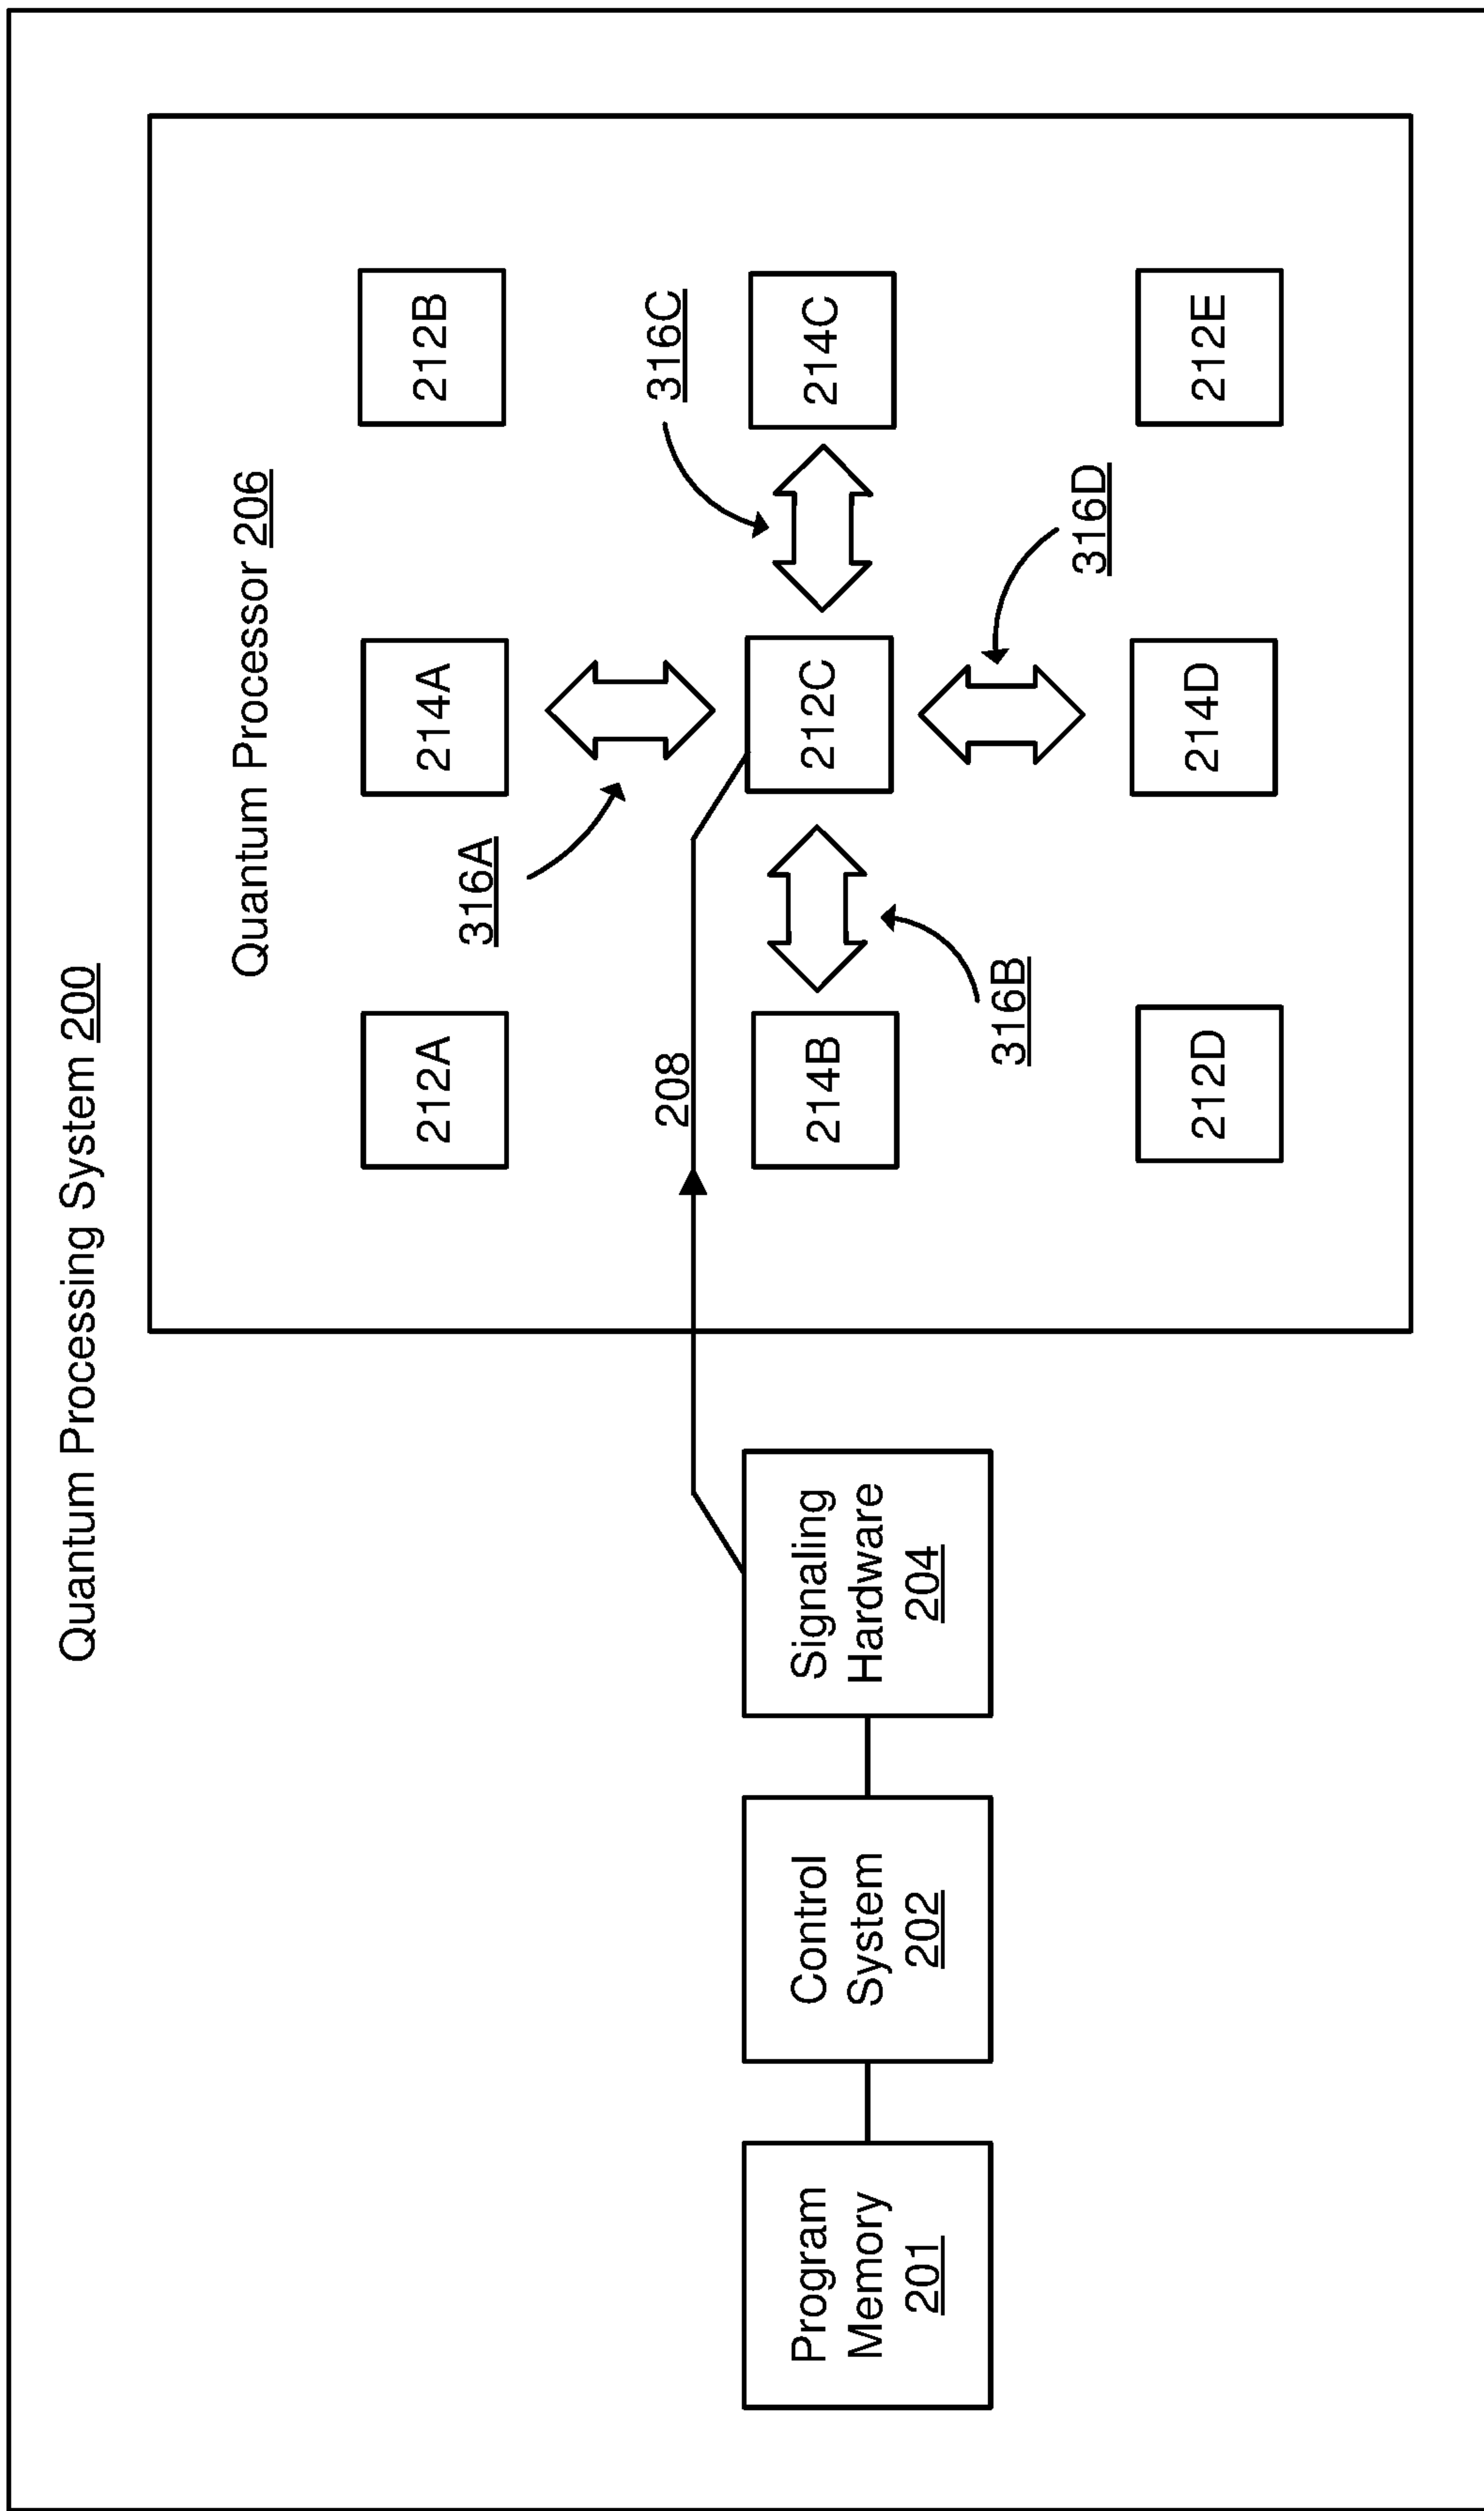 Quantum Processing System 200
Quantum Processor 206
212A
214A
212B
316A
316C
208
Program
Memory
201
Control
System
202
Signaling
Hardware
204
214B
212C
214C
316B
316D
212D
214D
212E